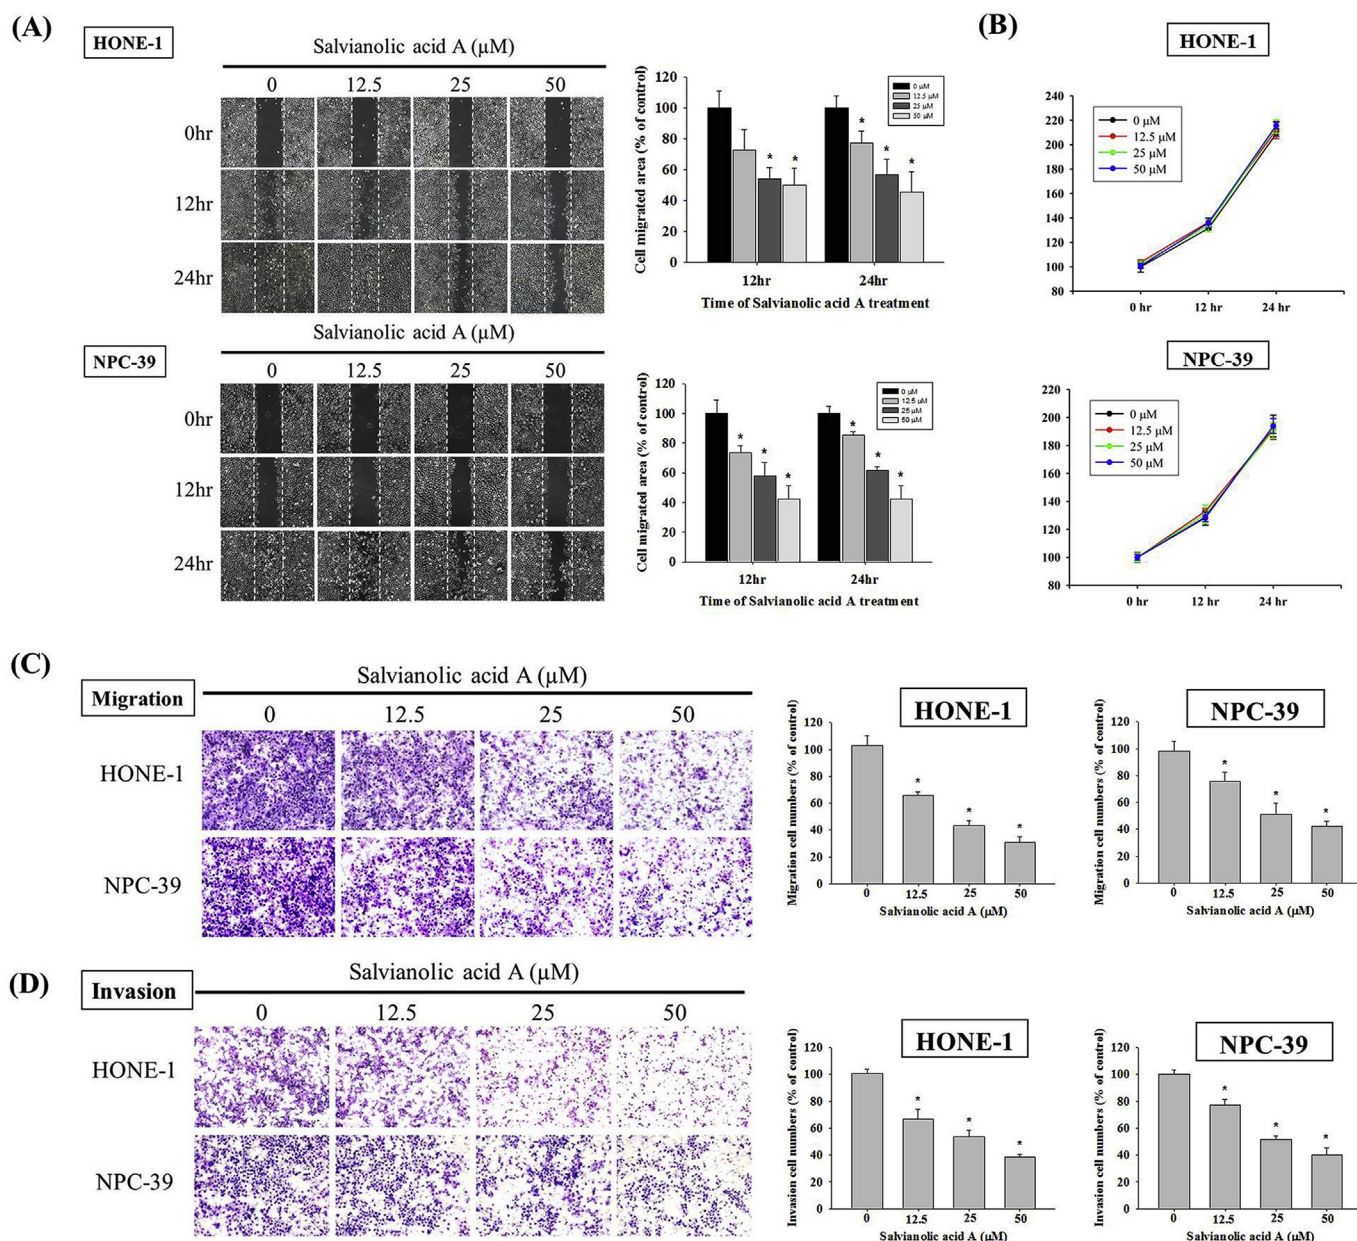 (A)
HONE-1
Salvianolic acid A (µM)
0 12.5 25 50
0hr
12hr
24hr
Cell migrated area (% of control)
120
100
80
60
40
20
0
0 µM
12.5 µM
25 µM
50 µM
* * * * *
12hr 24hr
Time of Salvianolic acid A treatment
(B)
HONE-1
240
220
200
180
160
140
120
100
80
0 µM
12.5 µM
25 µM
50 µM
0 hr 12 hr 24 hr
NPC-39
Salvianolic acid A (µM)
0 12.5 25 50
0hr
12hr
24hr
Cell migrated area (% of control)
120
100
80
60
40
20
0
0 µM
12.5 µM
25 µM
50 µM
* * * * * *
12hr 24hr
Time of Salvianolic acid A treatment
NPC-39
220
200
180
160
140
120
100
80
0 µM
12.5 µM
25 µM
50 µM
0 hr 12 hr 24 hr
(C)
Migration
Salvianolic acid A (µM)
0 12.5 25 50
HONE-1
NPC-39
HONE-1
Migration cell numbers (% of control)
120
100
80
60
40
20
0
* * *
0 12.5 25 50
Salvianolic acid A (µM)
NPC-39
Migration cell numbers (% of control)
120
100
80
60
40
20
0
* * *
0 12.5 25 50
Salvianolic acid A (µM)
(D)
Invasion
Salvianolic acid A (µM)
0 12.5 25 50
HONE-1
NPC-39
HONE-1
Invasion cell numbers (% of control)
120
100
80
60
40
20
0
* * *
0 12.5 25 50
Salvianolic acid A (µM)
NPC-39
Invasion cell numbers (% of control)
120
100
80
60
40
20
0
* * *
0 12.5 25 50
Salvianolic acid A (µM)